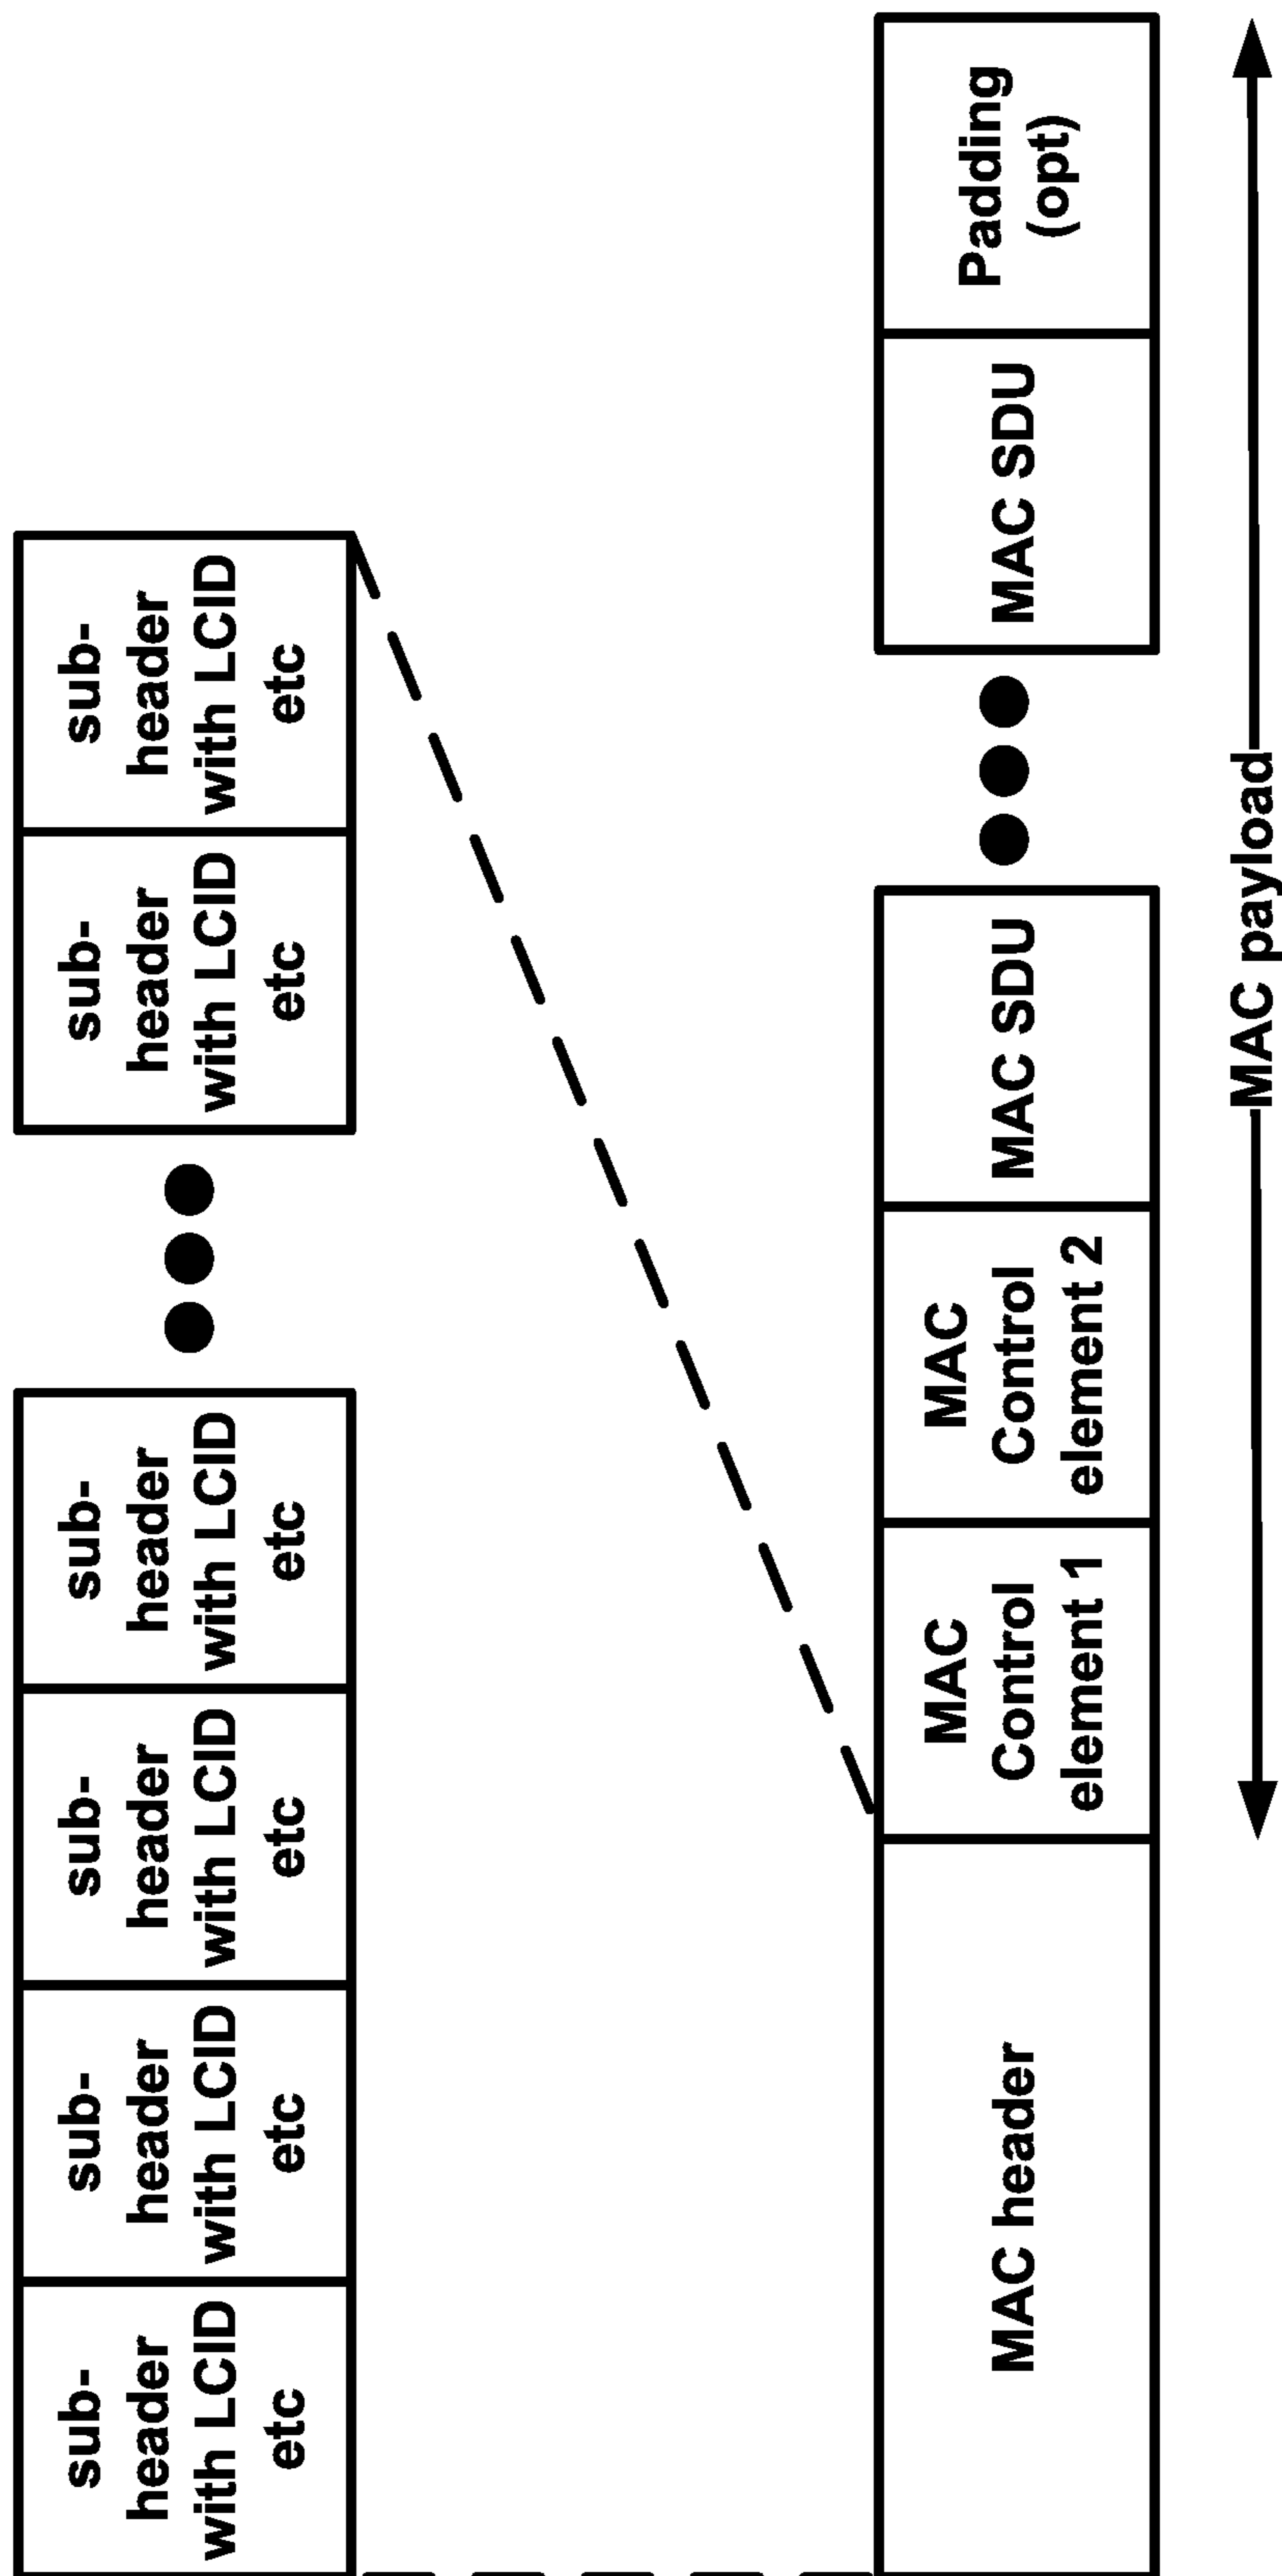 sub-
header
with LCID
etc
sub-
header
with LCID
etc
sub-
header
with LCID
etc
sub-
header
with LCID
etc
sub-
header
with LCID
etc
sub-
header
with LCID
etc
MAC header
MAC
Control
element 1
MAC
Control
element 2
MAC SDU
MAC SDU
Padding
(opt)
MAC payload